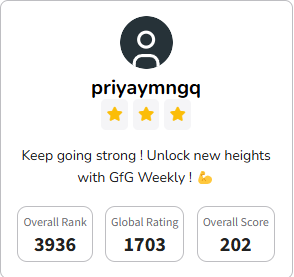 priyaymngq
Keep going strong ! Unlock new heights
with GfG Weekly ! 💪
Overall Rank Global Rating Overall Score
3936 1703 202